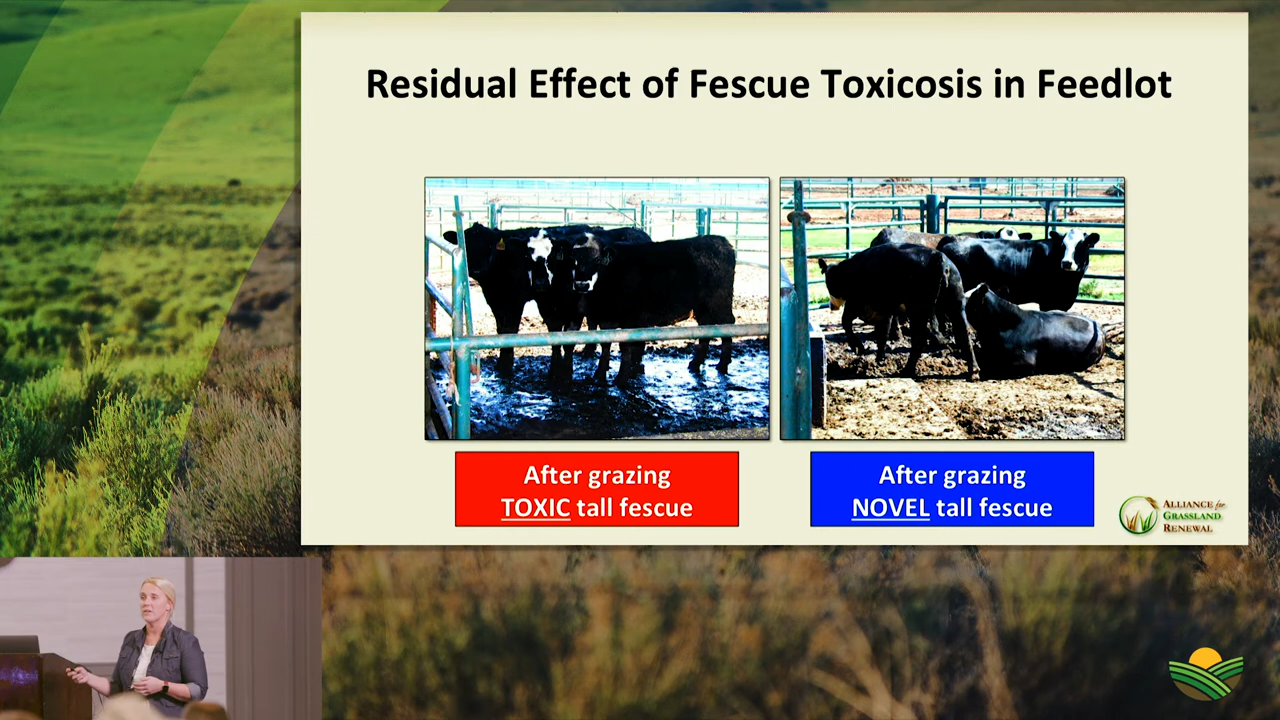 Residual Effect of Fescue Toxicosis in Feedlot
After grazing
TOXIC tall fescue
After grazing
NOVEL tall fescue
ALLIANCE for
GRASSLAND
RENEWAL